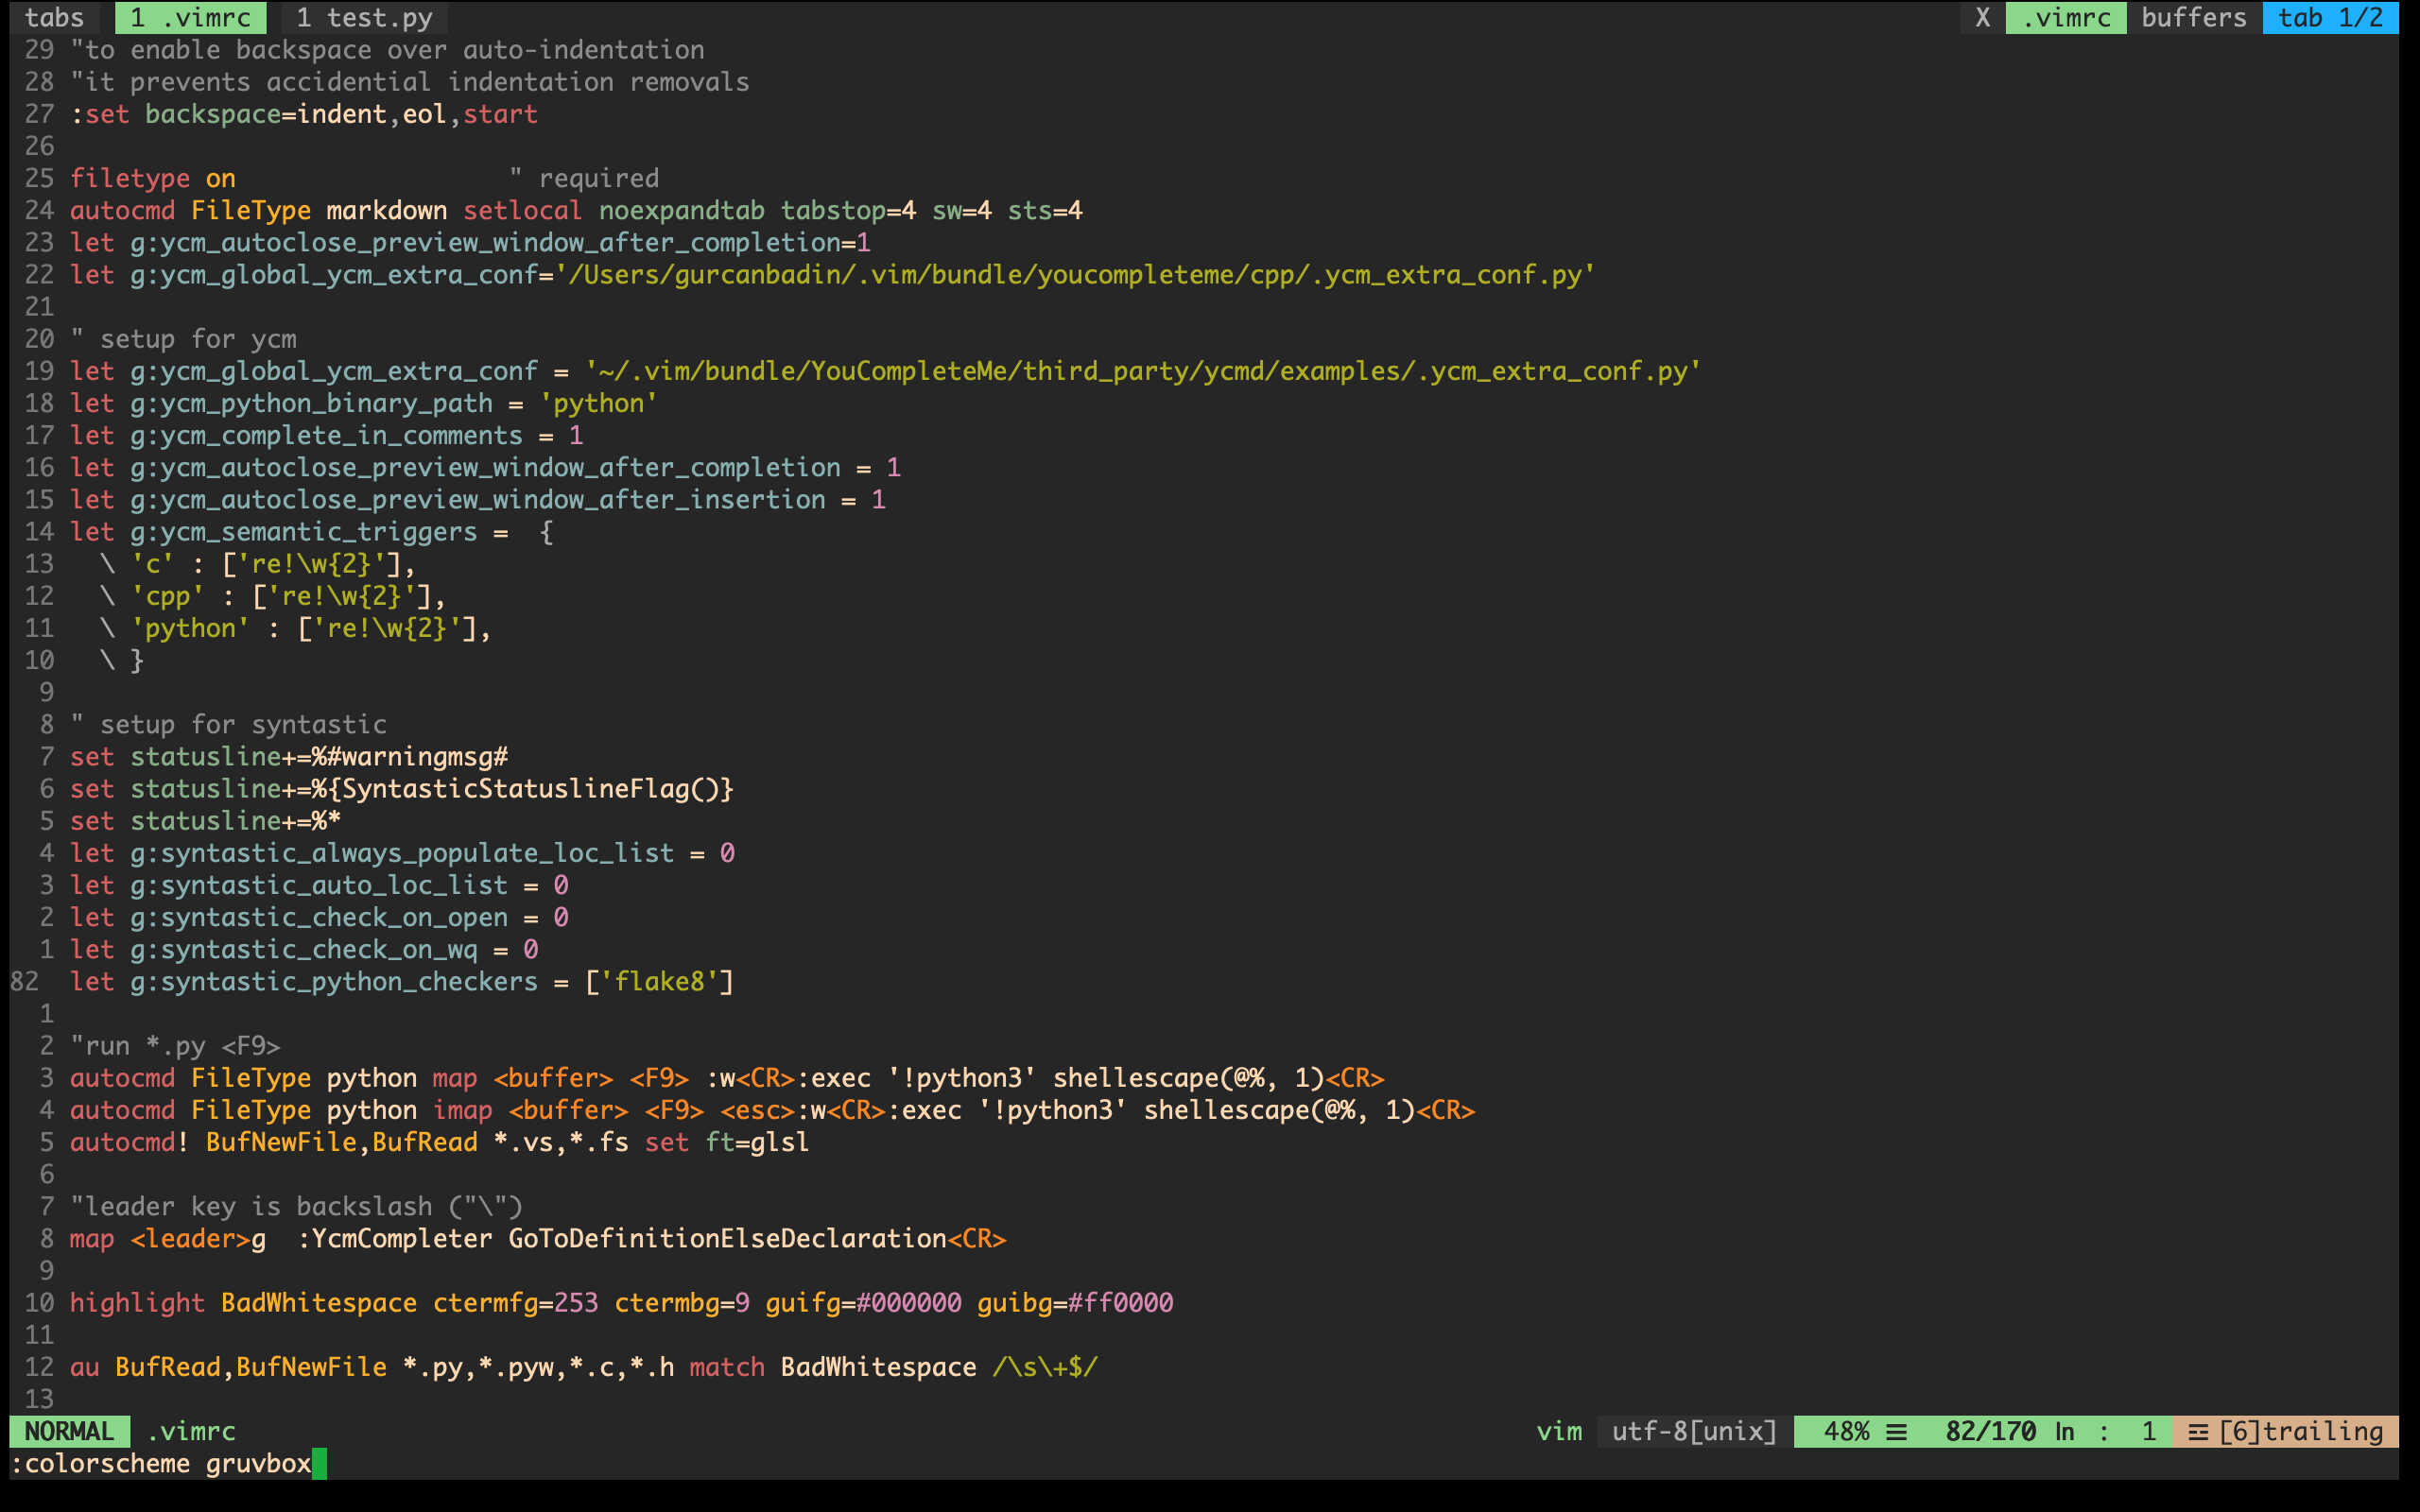 tabs 1 .vimrc 1 test.py X .vimrc buffers tab 1/2
29 "to enable backspace over auto-indentation
28 "it prevents accidential indentation removals
27 :set backspace=indent,eol,start
26
25 filetype on                  " required
24 autocmd FileType markdown setlocal noexpandtab tabstop=4 sw=4 sts=4
23 let g:ycm_autoclose_preview_window_after_completion=1
22 let g:ycm_global_ycm_extra_conf='/Users/gurcanbadin/.vim/bundle/youcompleteme/cpp/.ycm_extra_conf.py'
21
20 " setup for ycm
19 let g:ycm_global_ycm_extra_conf = '~/.vim/bundle/YouCompleteMe/third_party/ycmd/examples/.ycm_extra_conf.py'
18 let g:ycm_python_binary_path = 'python'
17 let g:ycm_complete_in_comments = 1
16 let g:ycm_autoclose_preview_window_after_completion = 1
15 let g:ycm_autoclose_preview_window_after_insertion = 1
14 let g:ycm_semantic_triggers =  {
13   \ 'c' : ['re!\w{2}'],
12   \ 'cpp' : ['re!\w{2}'],
11   \ 'python' : ['re!\w{2}'],
10   \ }
9
8 " setup for syntastic
7 set statusline+=%#warningmsg#
6 set statusline+=%{SyntasticStatuslineFlag()}
5 set statusline+=%*
4 let g:syntastic_always_populate_loc_list = 0
3 let g:syntastic_auto_loc_list = 0
2 let g:syntastic_check_on_open = 0
1 let g:syntastic_check_on_wq = 0
82  let g:syntastic_python_checkers = ['flake8']
1
2 "run *.py <F9>
3 autocmd FileType python map <buffer> <F9> :w<CR>:exec '!python3' shellescape(@%, 1)<CR>
4 autocmd FileType python imap <buffer> <F9> <esc>:w<CR>:exec '!python3' shellescape(@%, 1)<CR>
5 autocmd! BufNewFile,BufRead *.vs,*.fs set ft=glsl
6
7 "leader key is backslash ("\")
8 map <leader>g  :YcmCompleter GoToDefinitionElseDeclaration<CR>
9
10 highlight BadWhitespace ctermfg=253 ctermbg=9 guifg=#000000 guibg=#ff0000
11
12 au BufRead,BufNewFile *.py,*.pyw,*.c,*.h match BadWhitespace /\s\+$/
13
NORMAL .vimrc vim utf-8[unix] 48% ☰ 82/170 ln : 1 ☲ [6]trailing
:colorscheme gruvbox